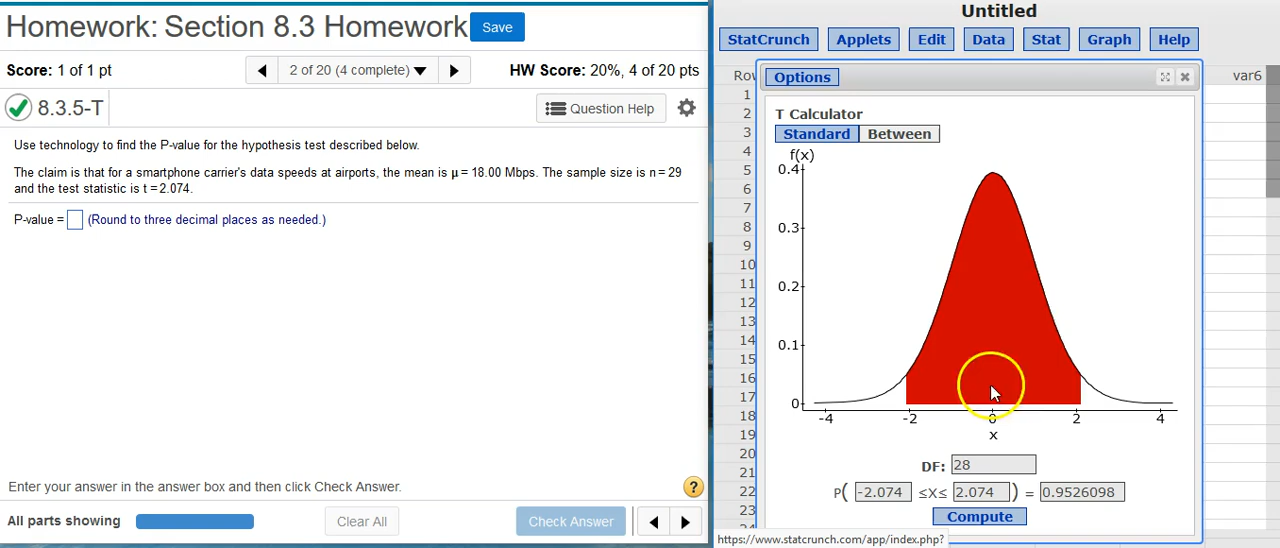 Homework: Section 8.3 Homework
Save
Score: 1 of 1 pt
2 of 20 (4 complete)
HW Score: 20%, 4 of 20 pts
8.3.5-T
Question Help
Use technology to find the P-value for the hypothesis test described below.
The claim is that for a smartphone carrier's data speeds at airports, the mean is μ = 18.00 Mbps. The sample size is n = 29
and the test statistic is t = 2.074.
P-value = (Round to three decimal places as needed.)
Enter your answer in the answer box and then click Check Answer.
?
All parts showing
Clear All
Check Answer
Untitled
StatCrunch
Applets
Edit
Data
Stat
Graph
Help
Row
var6
1
2
3
4
5
6
7
8
9
10
11
12
13
14
15
16
17
18
19
20
21
22
23
Options
T Calculator
Standard
Between
f(x)
0.4
0.3
0.2
0.1
0
-4
-2
0
2
4
x
DF: 28
P( -2.074 ≤X≤ 2.074 ) = 0.9526098
Compute
https://www.statcrunch.com/app/index.php?